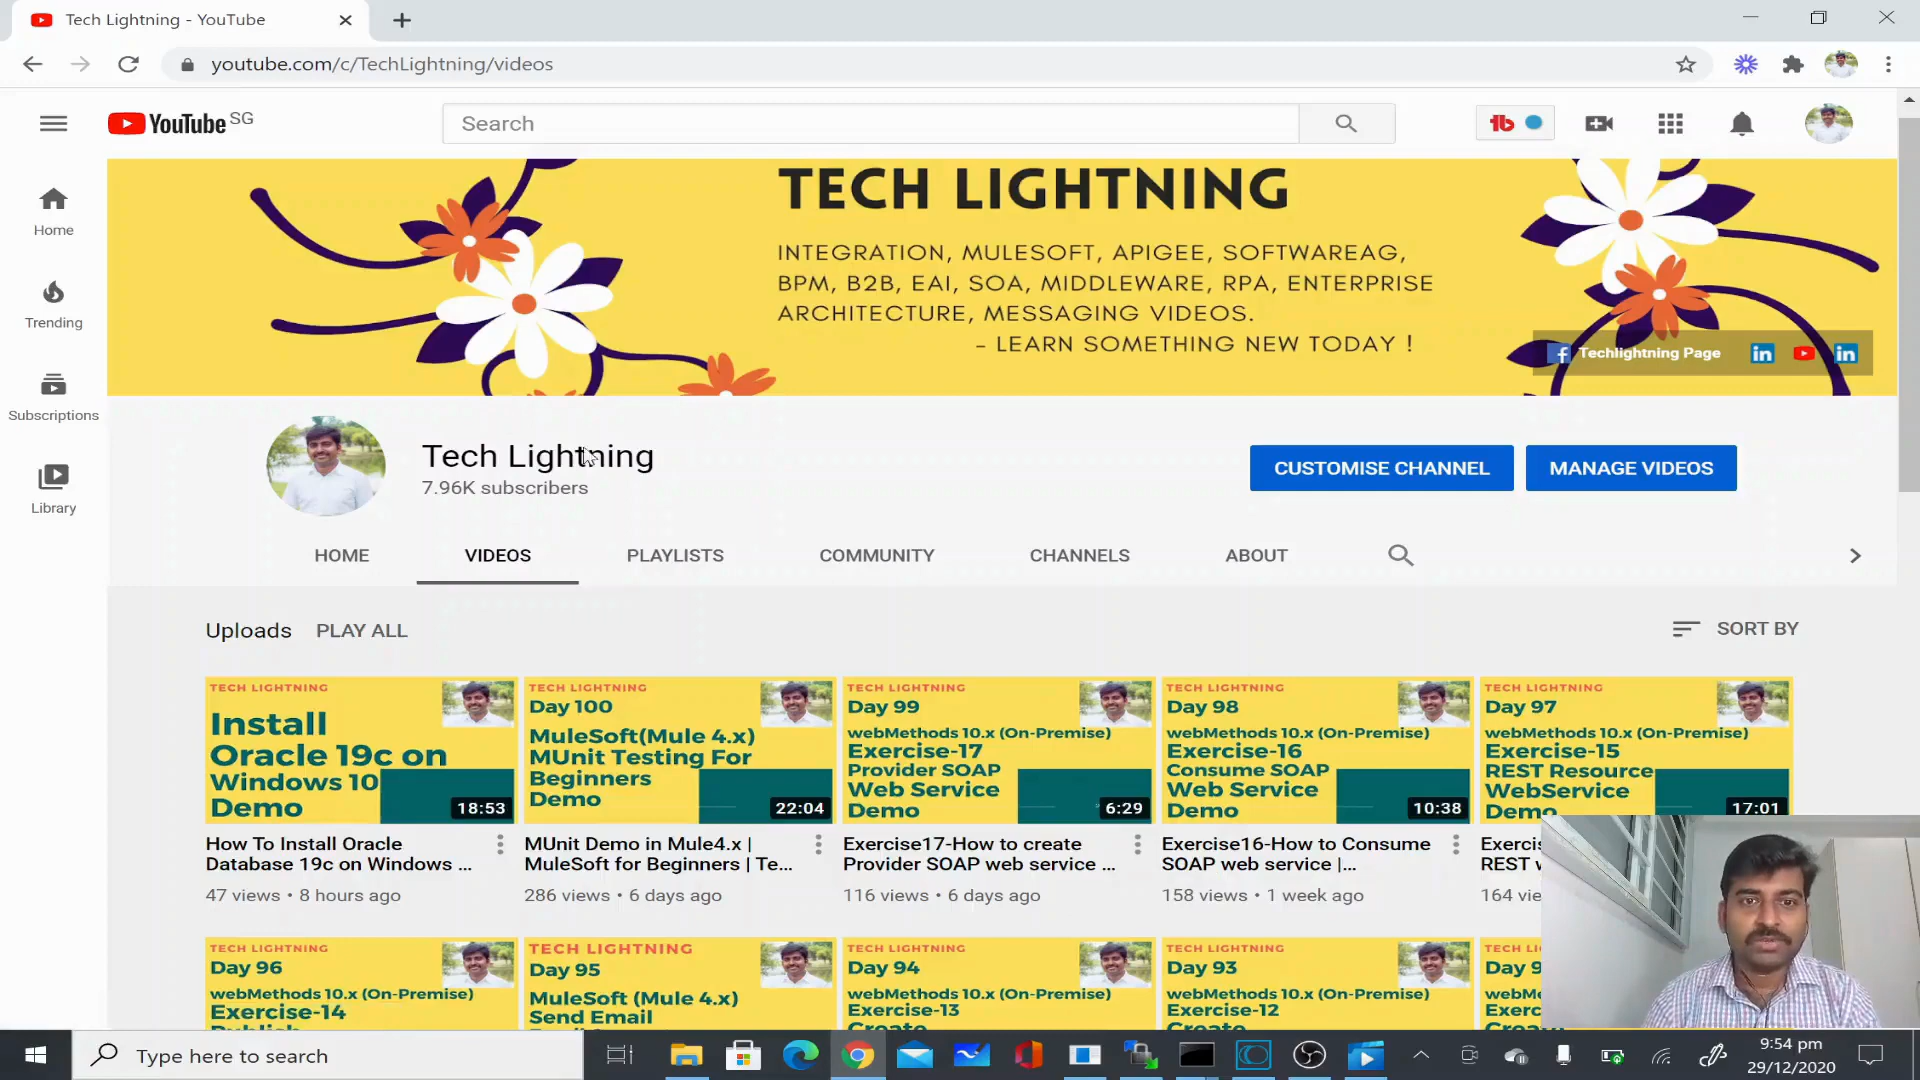 Tech Lightning - YouTube
youtube.com/c/TechLightning/videos
YouTube SG
Search
Home
Trending
Subscriptions
Library
TECH LIGHTNING
INTEGRATION, MULESOFT, APIGEE, SOFTWAREAG,
BPM, B2B, EAI, SOA, MIDDLEWARE, RPA, ENTERPRISE
ARCHITECTURE, MESSAGING VIDEOS.
– LEARN SOMETHING NEW TODAY !
Techlightning Page
Tech Lightning
7.96K subscribers
CUSTOMISE CHANNEL
MANAGE VIDEOS
HOME
VIDEOS
PLAYLISTS
COMMUNITY
CHANNELS
ABOUT
Uploads
PLAY ALL
SORT BY
TECH LIGHTNING
Install
Oracle 19c on
Windows 10
Demo
18:53
How To Install Oracle
Database 19c on Windows ...
47 views • 8 hours ago
TECH LIGHTNING
Day 100
MuleSoft(Mule 4.x)
MUnit Testing For
Beginners
Demo
22:04
MUnit Demo in Mule4.x |
MuleSoft for Beginners | Te...
286 views • 6 days ago
TECH LIGHTNING
Day 99
webMethods 10.x (On-Premise)
Exercise-17
Provider SOAP
Web Service
Demo
6:29
Exercise17-How to create
Provider SOAP web service ...
116 views • 6 days ago
TECH LIGHTNING
Day 98
webMethods 10.x (On-Premise)
Exercise-16
Consume SOAP
Web Service
Demo
10:38
Exercise16-How to Consume
SOAP web service |...
158 views • 1 week ago
TECH LIGHTNING
Day 97
webMethods 10.x (On-Premise)
Exercise-15
REST Resource
WebService
Demo
17:01
REST
164
TECH LIGHTNING
Day 96
webMethods 10.x (On-Premise)
Exercise-14
Publish
TECH LIGHTNING
Day 95
MuleSoft (Mule 4.x)
Send Email
TECH LIGHTNING
Day 94
webMethods 10.x (On-Premise)
Exercise-13
Create
TECH LIGHTNING
Day 93
webMethods 10.x (On-Premise)
Exercise-12
Create
TECH
Type here to search
9:54 pm
29/12/2020